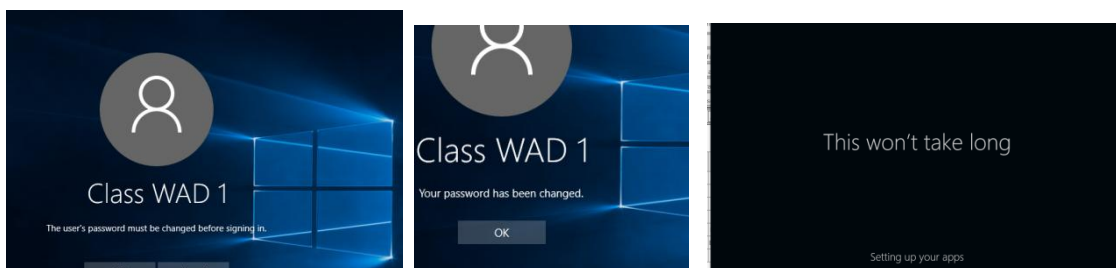 Class WAD 1
The user's password must be changed before signing in.
Class WAD 1
Your password has been changed.
OK
This won't take long
Setting up your apps